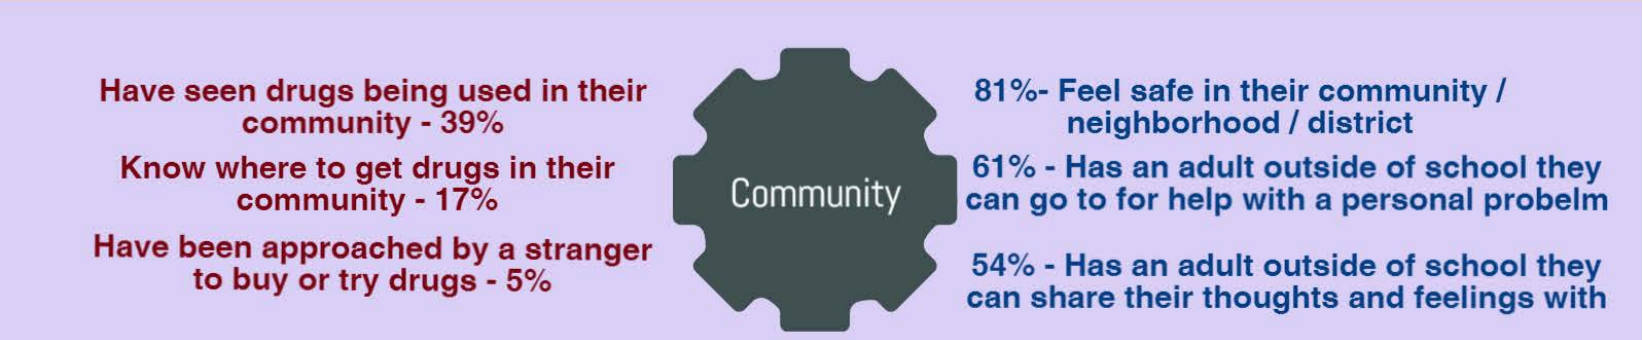 Have seen drugs being used in their
community - 39%
Know where to get drugs in their
community - 17%
Have been approached by a stranger
to buy or try drugs - 5%
Community
81%- Feel safe in their community /
neighborhood / district
61% - Has an adult outside of school they
can go to for help with a personal probelm
54% - Has an adult outside of school they
can share their thoughts and feelings with